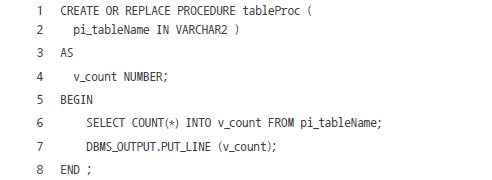 1 CREATE OR REPLACE PROCEDURE tableProc (
2 pi_tableName IN VARCHAR2 )
3 AS
4 v_count NUMBER;
5 BEGIN
6 SELECT COUNT(*) INTO v_count FROM pi_tableName;
7 DBMS_OUTPUT.PUT_LINE (v_count);
8 END ;